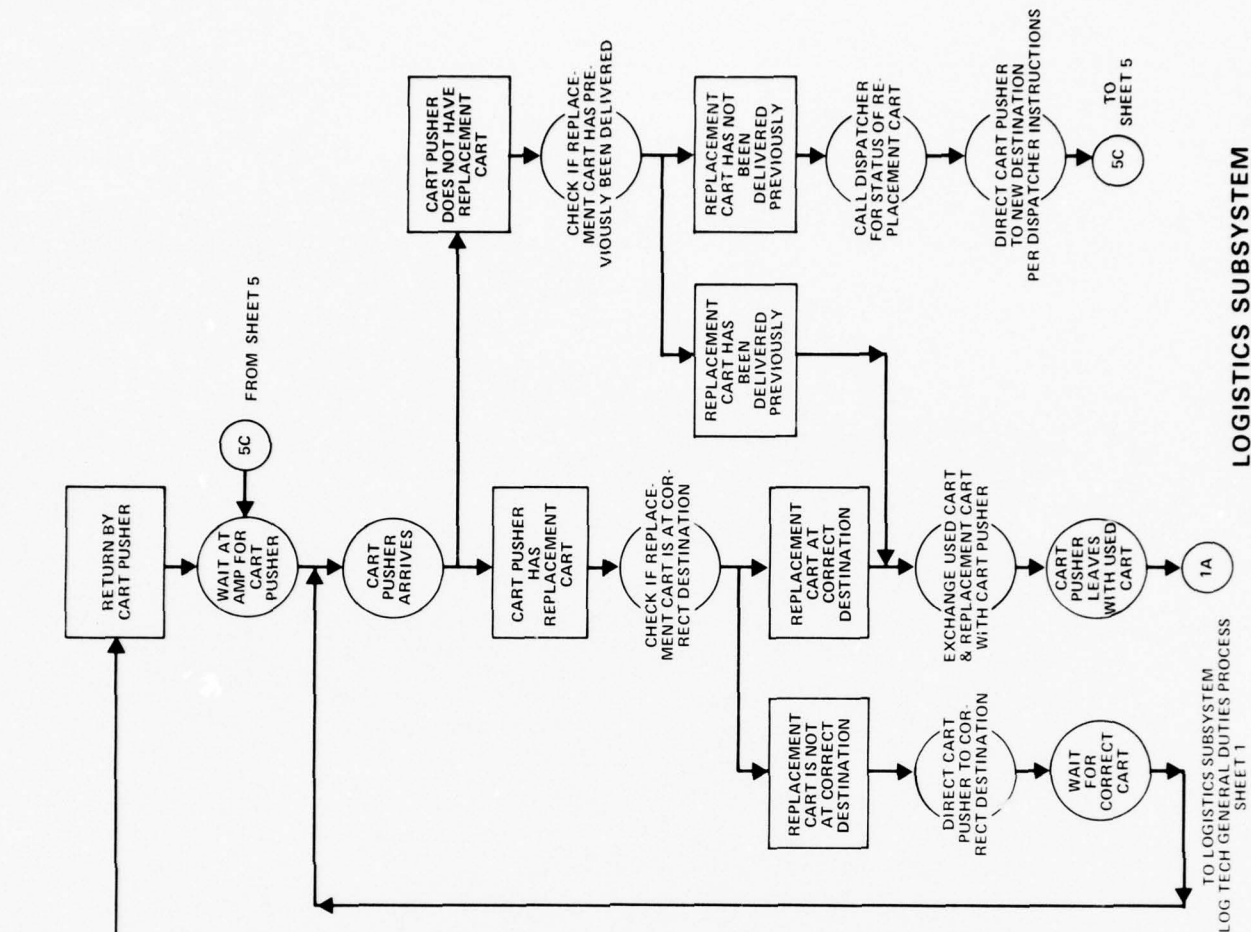 RETURN BY
CART PUSHER
WAIT AT
AMP FOR
CART
PUSHER
5C
FROM SHEET 5
CART
PUSHER
ARRIVES
CART PUSHER
HAS
REPLACEMENT
CART
CART PUSHER
DOES NOT HAVE
REPLACEMENT
CART
CHECK IF REPLACE-
MENT CART IS AT COR-
RECT DESTINATION
CHECK IF REPLACE-
MENT CART HAS PRE-
VIOUSLY BEEN DELIVERED
REPLACEMENT
CART IS NOT
AT CORRECT
DESTINATION
REPLACEMENT
CART AT
CORRECT
DESTINATION
REPLACEMENT
CART HAS
BEEN
DELIVERED
PREVIOUSLY
REPLACEMENT
CART HAS NOT
BEEN
DELIVERED
PREVIOUSLY
DIRECT CART
PUSHER TO COR-
RECT DESTINATION
EXCHANGE USED CART
& REPLACEMENT CART
WITH CART PUSHER
CALL DISPATCHER
FOR STATUS OF RE-
PLACEMENT CART
WAIT
FOR
CORRECT
CART
CART
PUSHER
LEAVES
WITH USED
CART
DIRECT CART PUSHER
TO NEW DESTINATION
PER DISPATCHER INSTRUCTIONS
1A
5C
TO
SHEET 5
TO LOGISTICS SUBSYSTEM
LOG TECH GENERAL DUTIES PROCESS
SHEET 1
LOGISTICS SUBSYSTEM